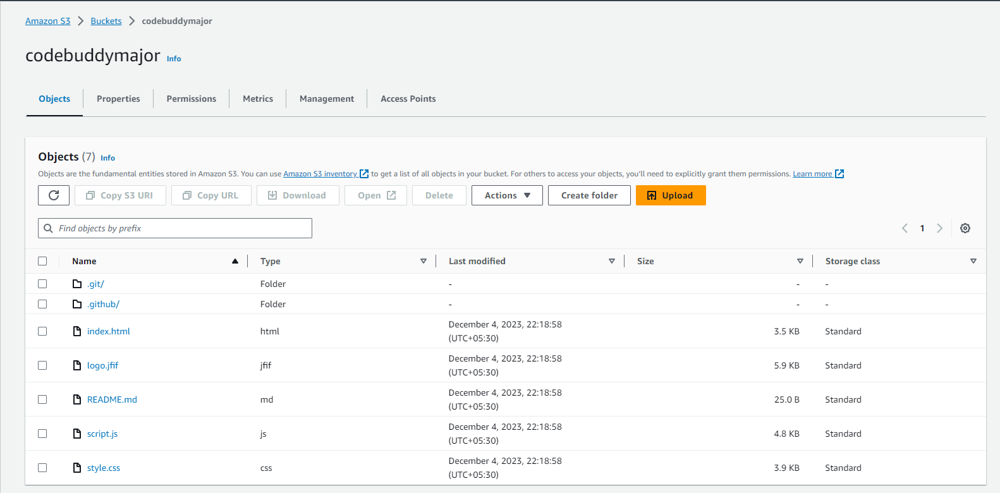 Amazon S3 > Buckets > codebuddymajor
codebuddymajor Info
Objects Properties Permissions Metrics Management Access Points
Objects (7) Info
Objects are the fundamental entities stored in Amazon S3. You can use Amazon S3 inventory to get a list of all objects in your bucket. For others to access your objects, you'll need to explicitly grant them permissions. Learn more
Copy S3 URI Copy URL Download Open Delete Actions Create folder Upload
Find objects by prefix 1
Name Type Last modified Size Storage class
.git/ Folder - - -
.github/ Folder - - -
index.html html December 4, 2023, 22:18:58 (UTC+05:30) 3.5 KB Standard
logo.jfif jfif December 4, 2023, 22:18:58 (UTC+05:30) 5.9 KB Standard
README.md md December 4, 2023, 22:18:58 (UTC+05:30) 25.0 B Standard
script.js js December 4, 2023, 22:18:58 (UTC+05:30) 4.8 KB Standard
style.css css December 4, 2023, 22:18:58 (UTC+05:30) 3.9 KB Standard